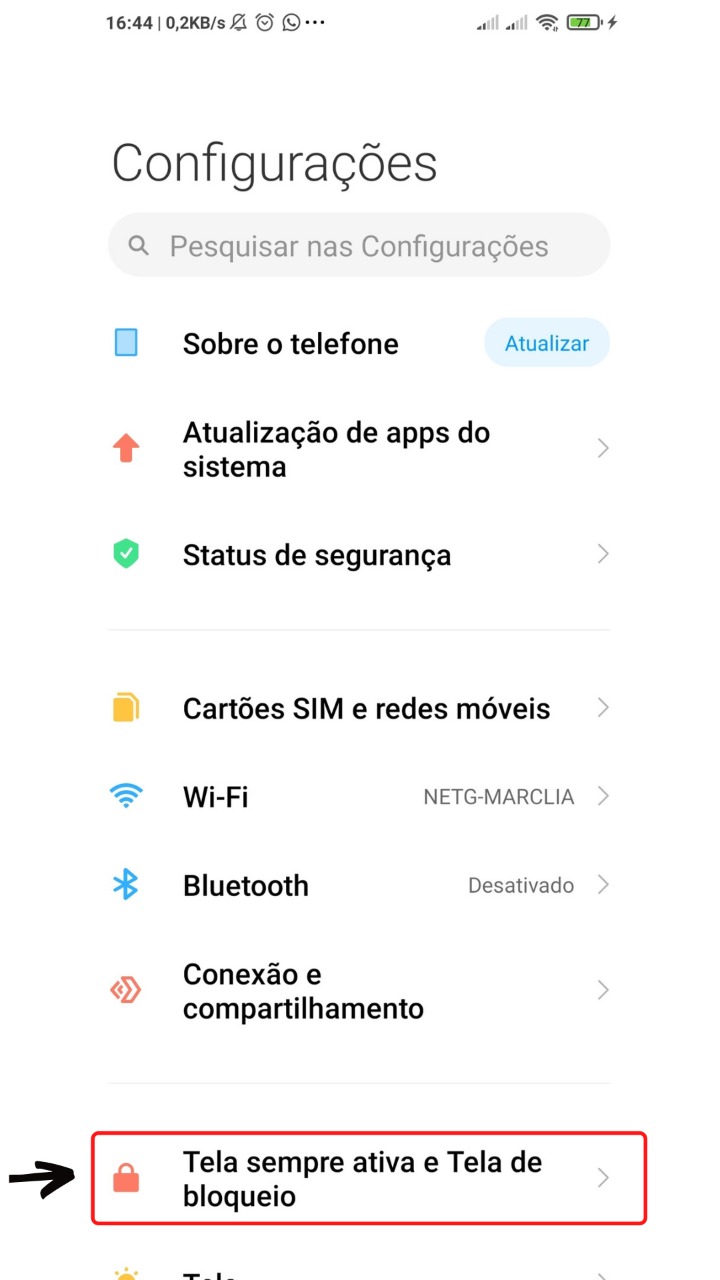 16:44 | 0,2KB/s
77
Configurações
Pesquisar nas Configurações
Sobre o telefone
Atualizar
Atualização de apps do
sistema
Status de segurança
Cartões SIM e redes móveis
Wi-Fi
NETG-MARCLIA
Bluetooth
Desativado
Conexão e
compartilhamento
Tela sempre ativa e Tela de
bloqueio